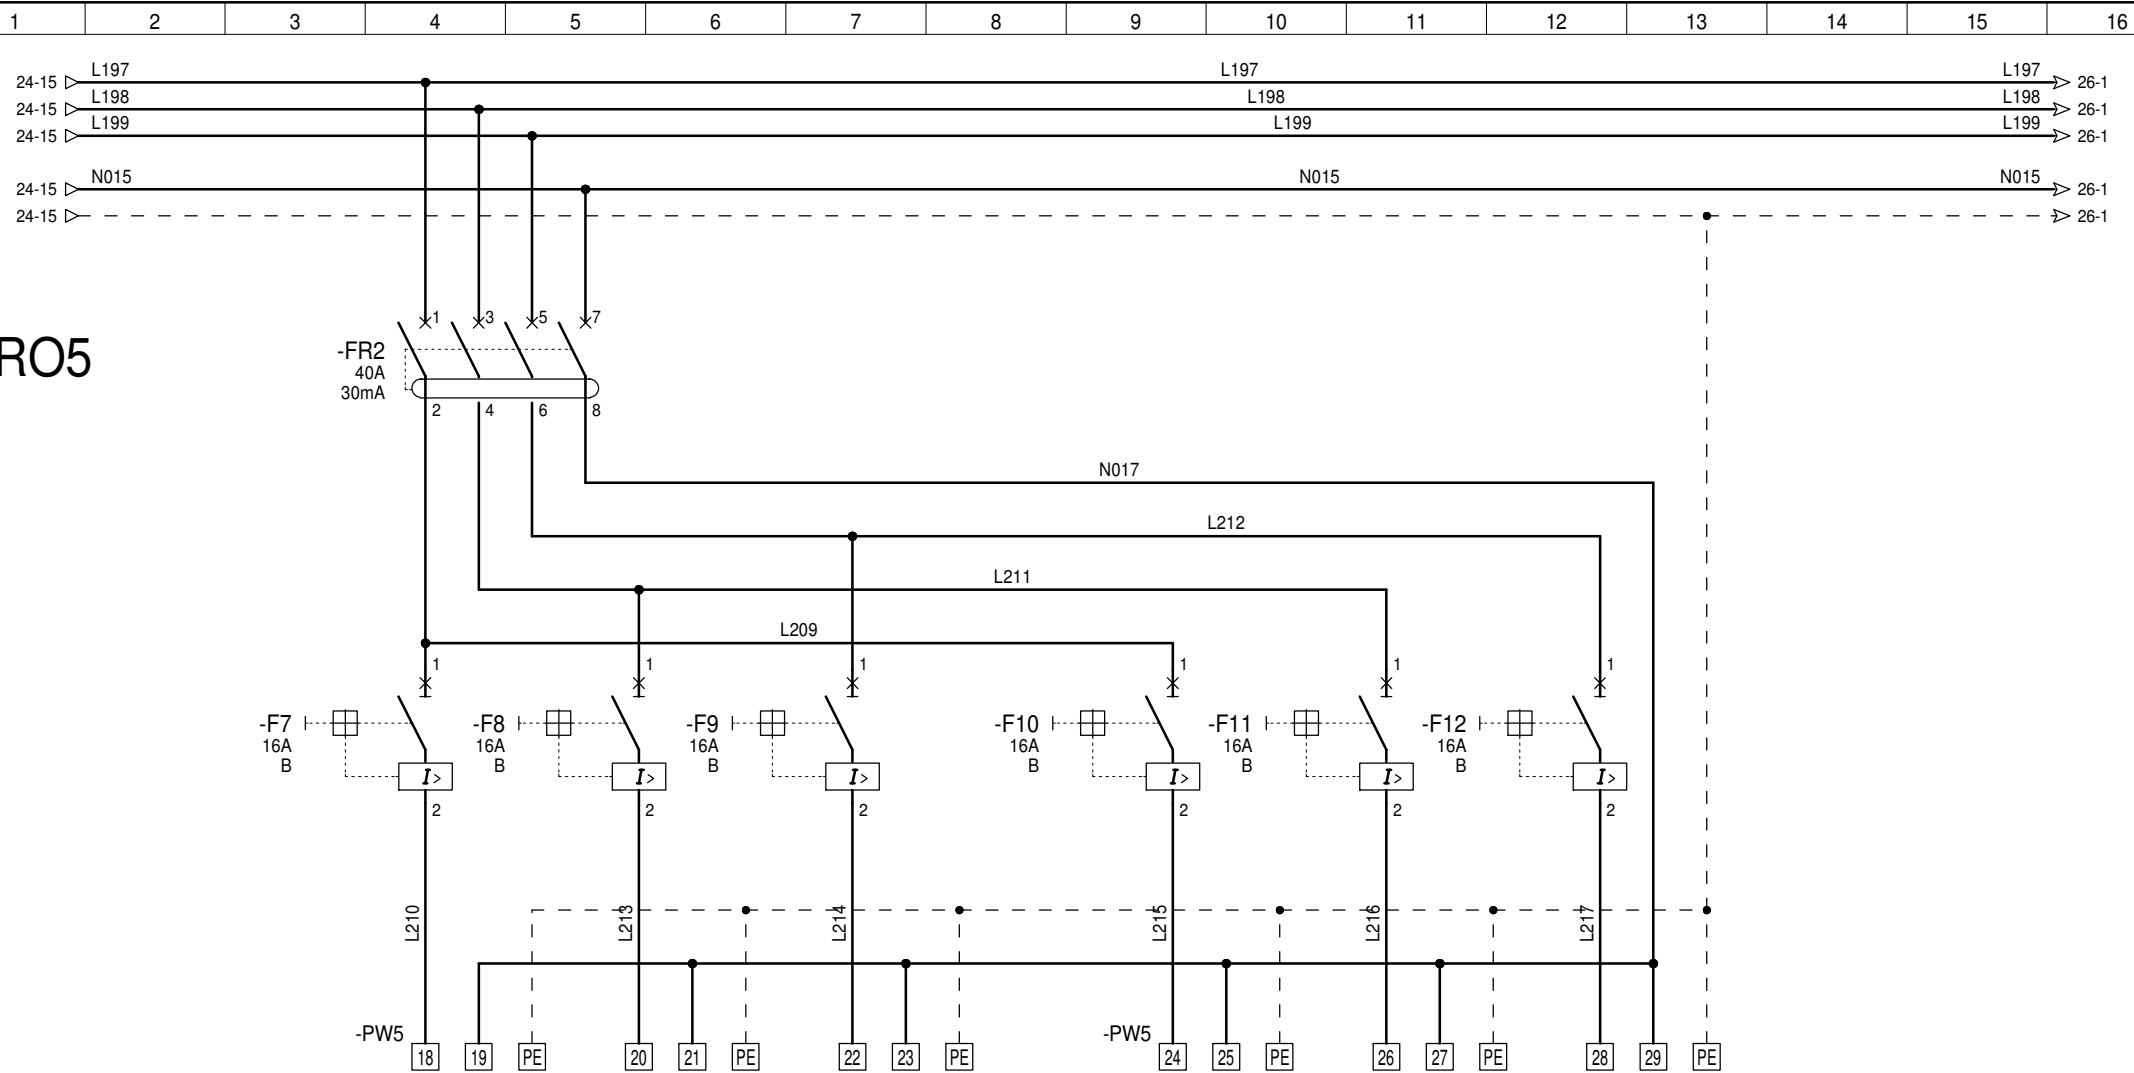 1 2 3 4 5 6 7 8 9 10 11 12 13 14 15 16
24-15 L197 L197 L197 26-1
24-15 L198 L198 L198 26-1
24-15 L199 L199 L199 26-1
24-15 N015 N015 N015 26-1
24-15 26-1
1 3 5 7
RO5
-FR2
40A
30mA
2 4 6 8
N017
L212
L211
L209
1 1 1 1 1 1
-F7 -F8 -F9 -F10 -F11 -F12
16A 16A 16A 16A 16A 16A
B B B B B B
I> I> I> I> I> I>
2 2 2 2 2 2
L210 L213 L214 L215 L216 L217
-PW5 -PW5
18 19 PE 20 21 PE 22 23 PE 24 25 PE 26 27 PE 28 29 PE